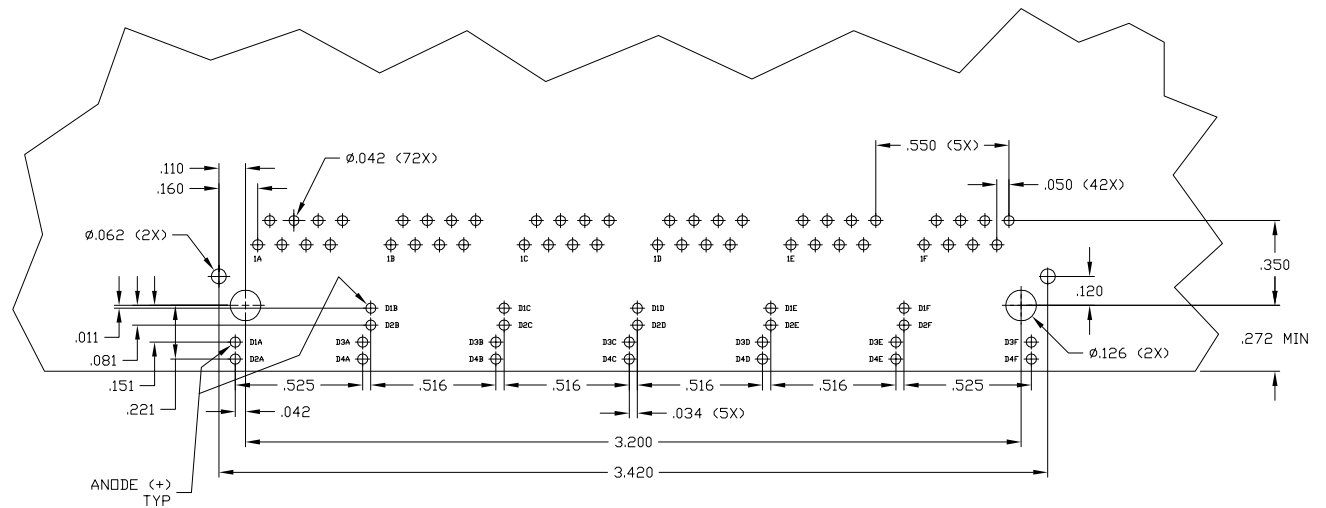 .110
Ø.042 (72X)
.550 (5X)
.160
.050 (42X)
Ø.062 (2X)
1A 1B 1C 1D 1E 1F
.350
.120
D1B D1C D1D D1E D1F
D2B D2C D2D D2E D2F
.011
D1A D3A D3B D3C D3D D3E D3F
.272 MIN
.081
D2A D4A D4B D4C D4D D4E D4F
Ø.126 (2X)
.151
.525 .516 .516 .516 .516 .525
.221
.042
.034 (5X)
3.200
3.420
ANODE (+)
TYP